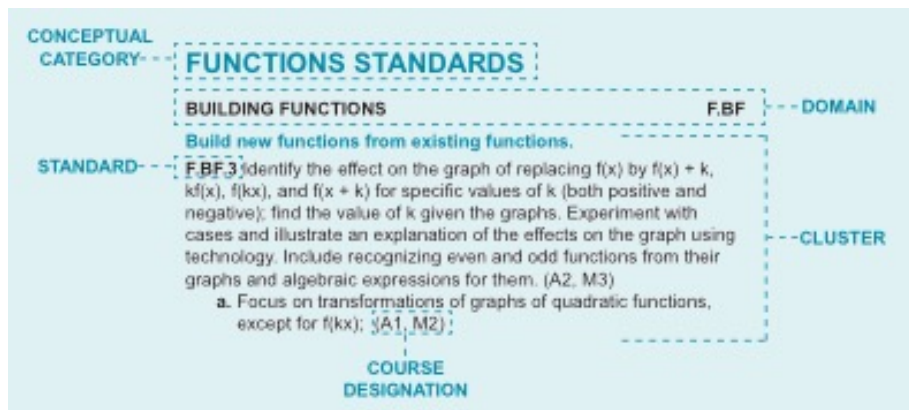 CONCEPTUAL
CATEGORY
FUNCTIONS STANDARDS
BUILDING FUNCTIONS F.BF
DOMAIN
Build new functions from existing functions.
STANDARD
F.BF.3 Identify the effect on the graph of replacing f(x) by f(x) + k,
kf(x), f(kx), and f(x + k) for specific values of k (both positive and
negative); find the value of k given the graphs. Experiment with
cases and illustrate an explanation of the effects on the graph using
technology. Include recognizing even and odd functions from their
graphs and algebraic expressions for them. (A2, M3)
CLUSTER
a. Focus on transformations of graphs of quadratic functions,
except for f(kx); (A1, M2)
COURSE
DESIGNATION